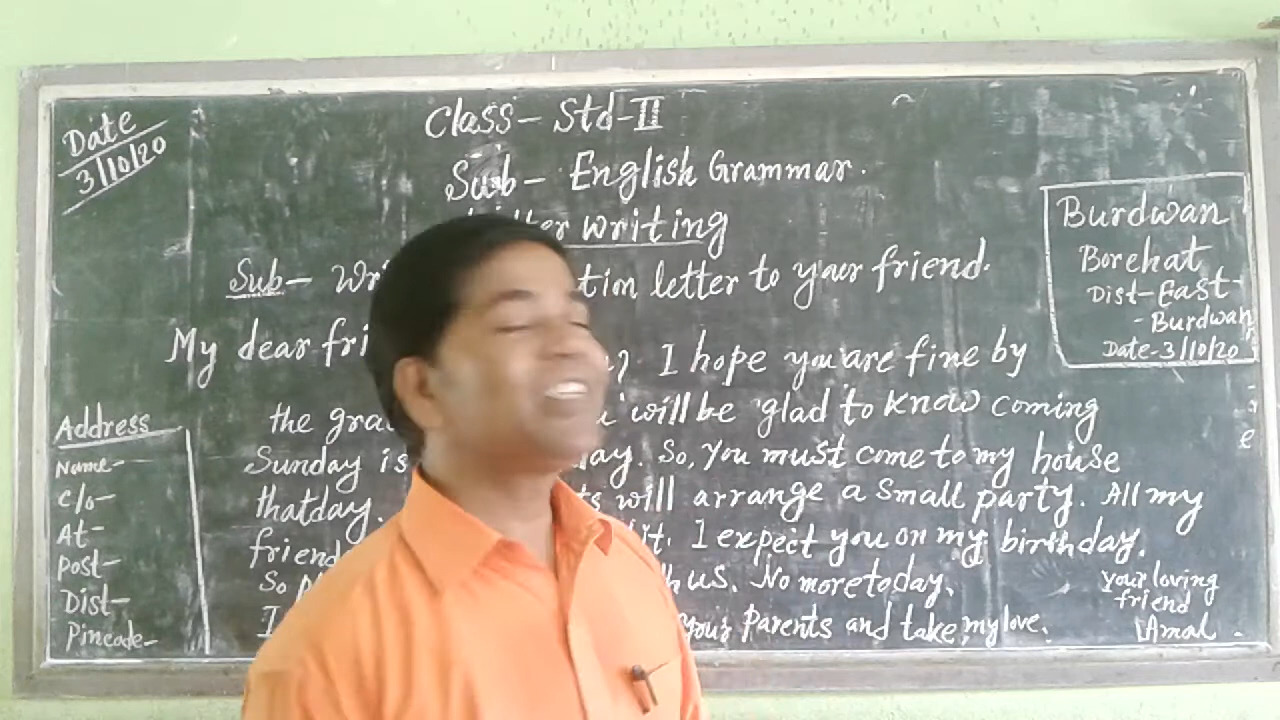 Date
3/10/20
Class- Std-II
Sub- English Grammar.
writing
Sub- letter to your friend.
Burdwan
Borehat
Dist-East-
- Burdwan
Date-3/10/20
My dear I hope you are fine by
the will be glad to know coming
Sunday is So, you must come to my house
thatday. will arrange a small party. All my
I expect you on my birthday.
So us. No more today.
I your Parents and take my love.
Address
Name-
C/o-
At-
Post-
Dist-
Pincode-
your loving
friend
Amal.